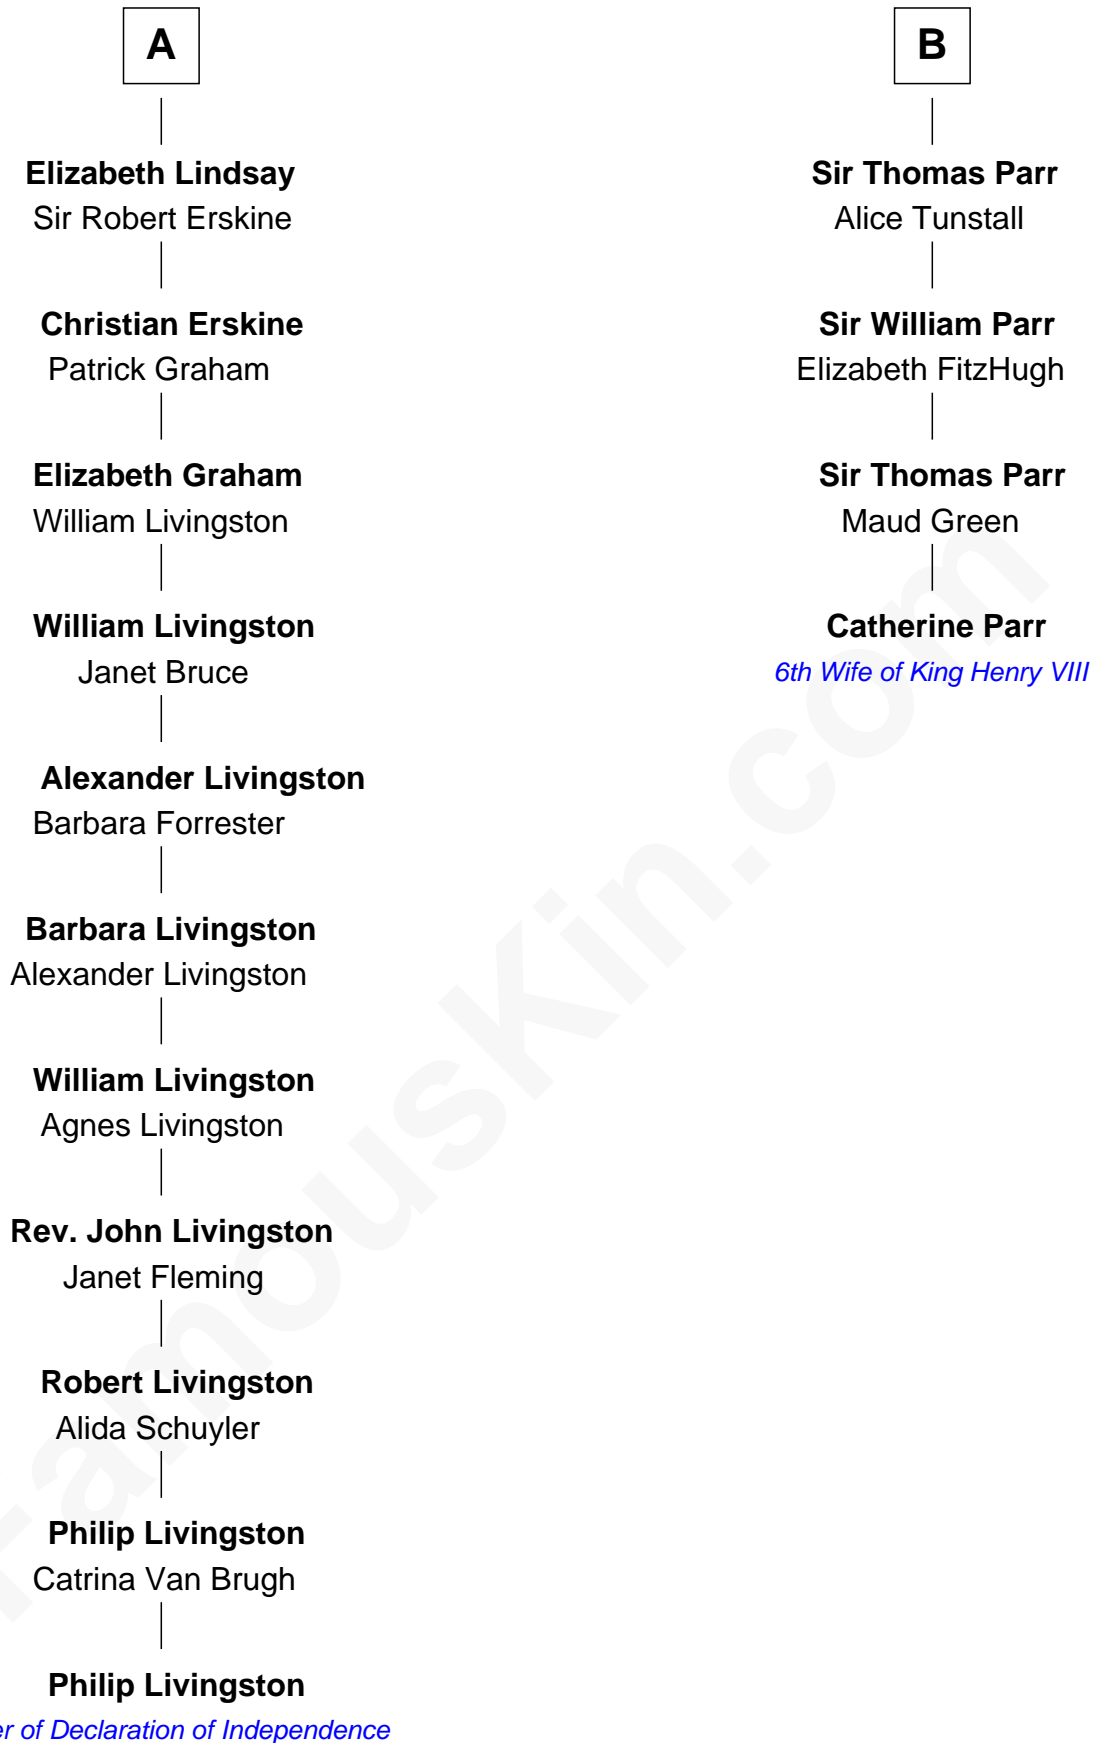 A
Elizabeth Lindsay
Sir Robert Erskine
Christian Erskine
Patrick Graham
Elizabeth Graham
William Livingston
William Livingston
Janet Bruce
Alexander Livingston
Barbara Forrester
Barbara Livingston
Alexander Livingston
William Livingston
Agnes Livingston
Rev. John Livingston
Janet Fleming
Robert Livingston
Alida Schuyler
Philip Livingston
Catrina Van Brugh
Philip Livingston
er of Declaration of Independence
B
Sir Thomas Parr
Alice Tunstall
Sir William Parr
Elizabeth FitzHugh
Sir Thomas Parr
Maud Green
Catherine Parr
6th Wife of King Henry VIII
FamousKin.com